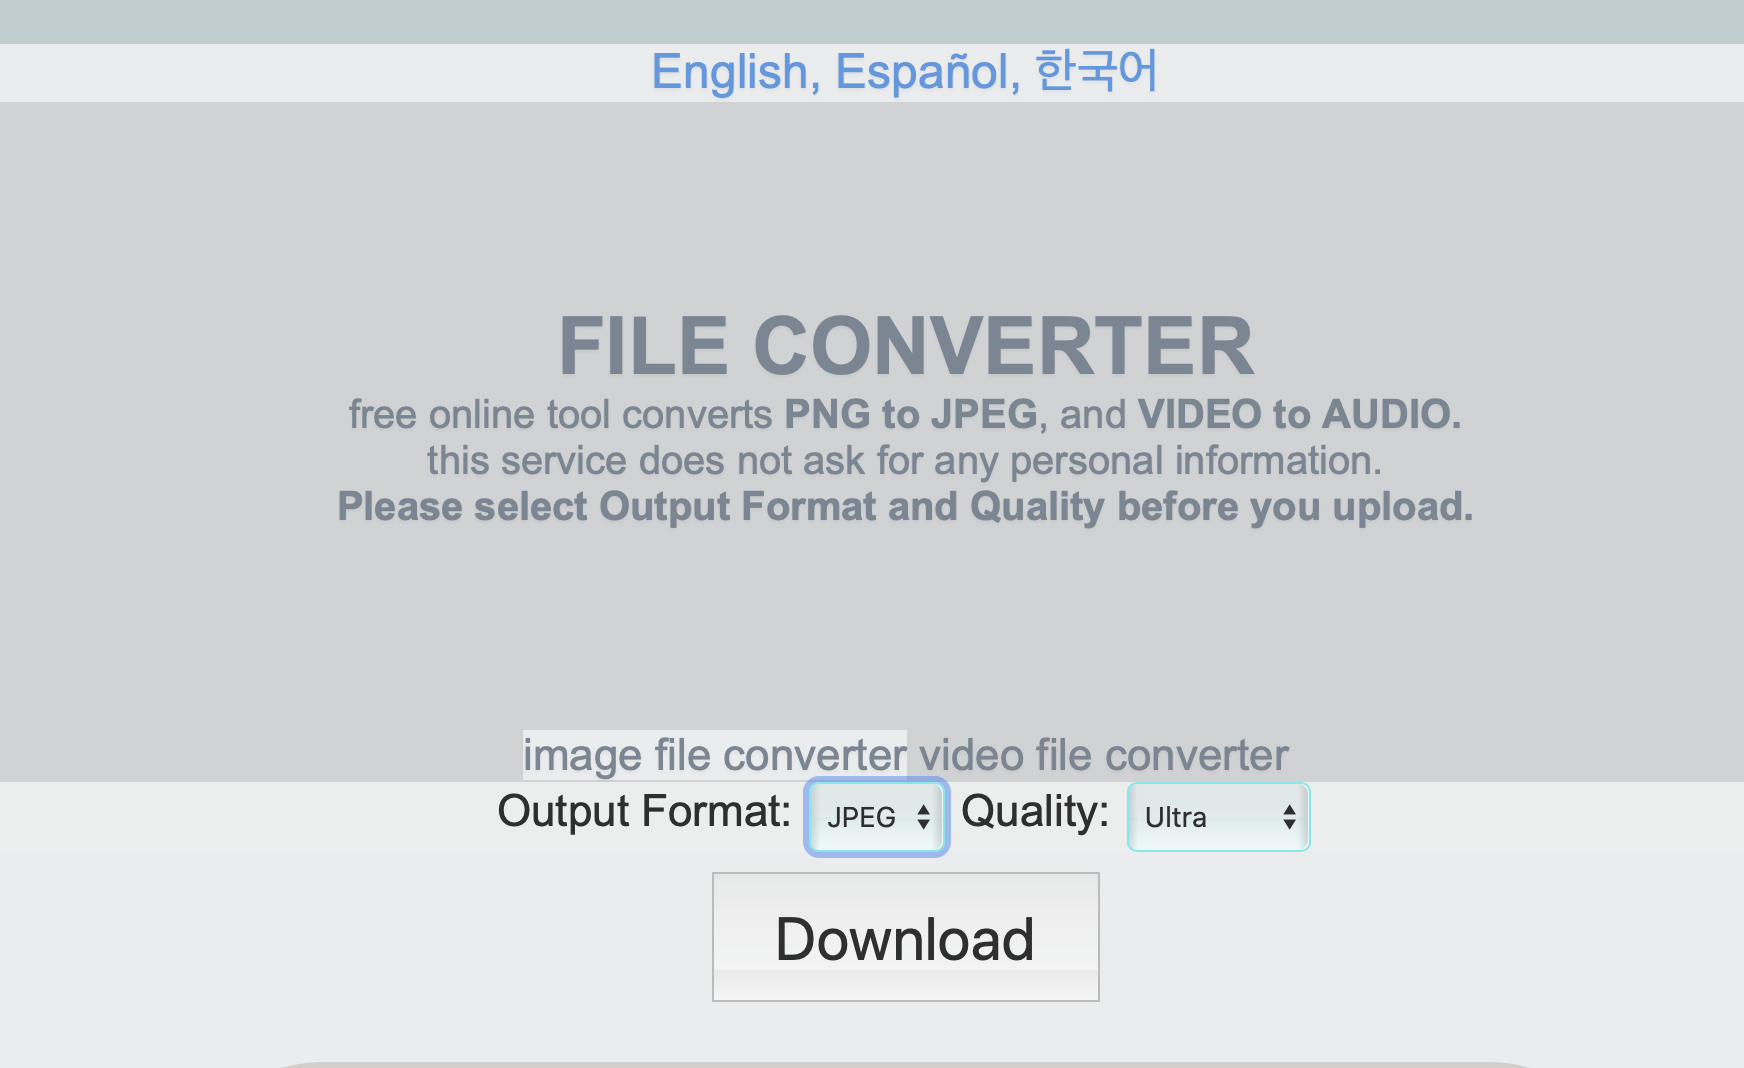 English, Español, 한국어
FILE CONVERTER
free online tool converts PNG to JPEG, and VIDEO to AUDIO.
this service does not ask for any personal information.
Please select Output Format and Quality before you upload.
image file converter video file converter
Output Format: JPEG Quality: Ultra
Download